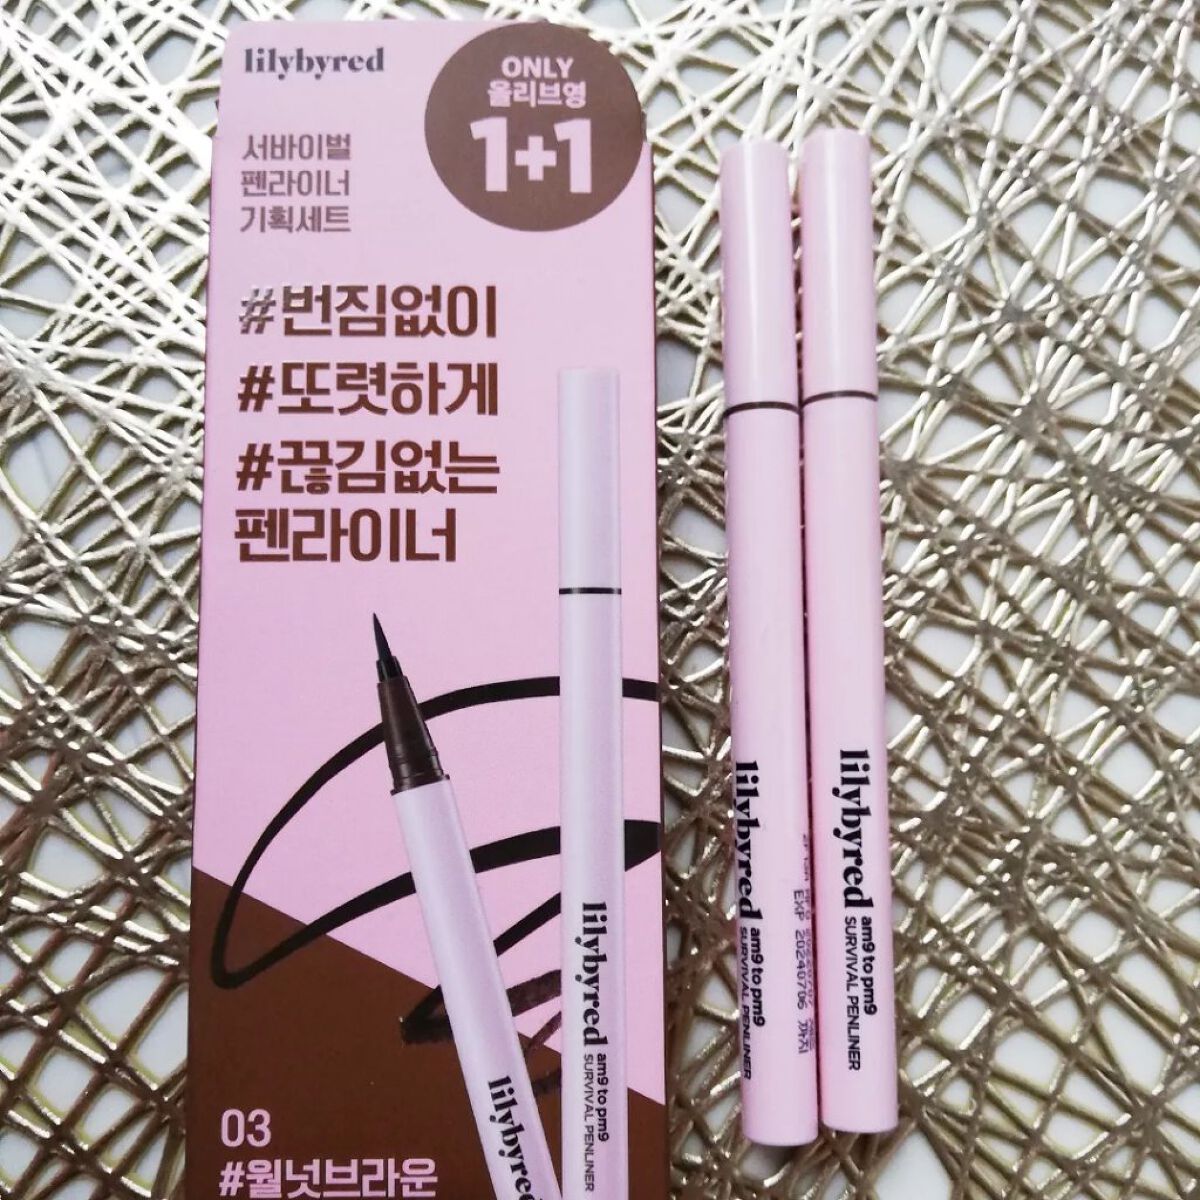 lilybyred
ONLY
올리브영
1+1
서바이벌
펜라이너
기획세트
#번짐없이
#또렷하게
#끊김없는
펜라이너
lilybyred
am9 to pm9
SURVIVAL PENLINER
lilybyred
03
#월넛브라운
lilybyred
am9 to pm9
SURVIVAL PENLINER
EXP 20240706 까지
lilybyred
am9 to pm9
SURVIVAL PENLINER